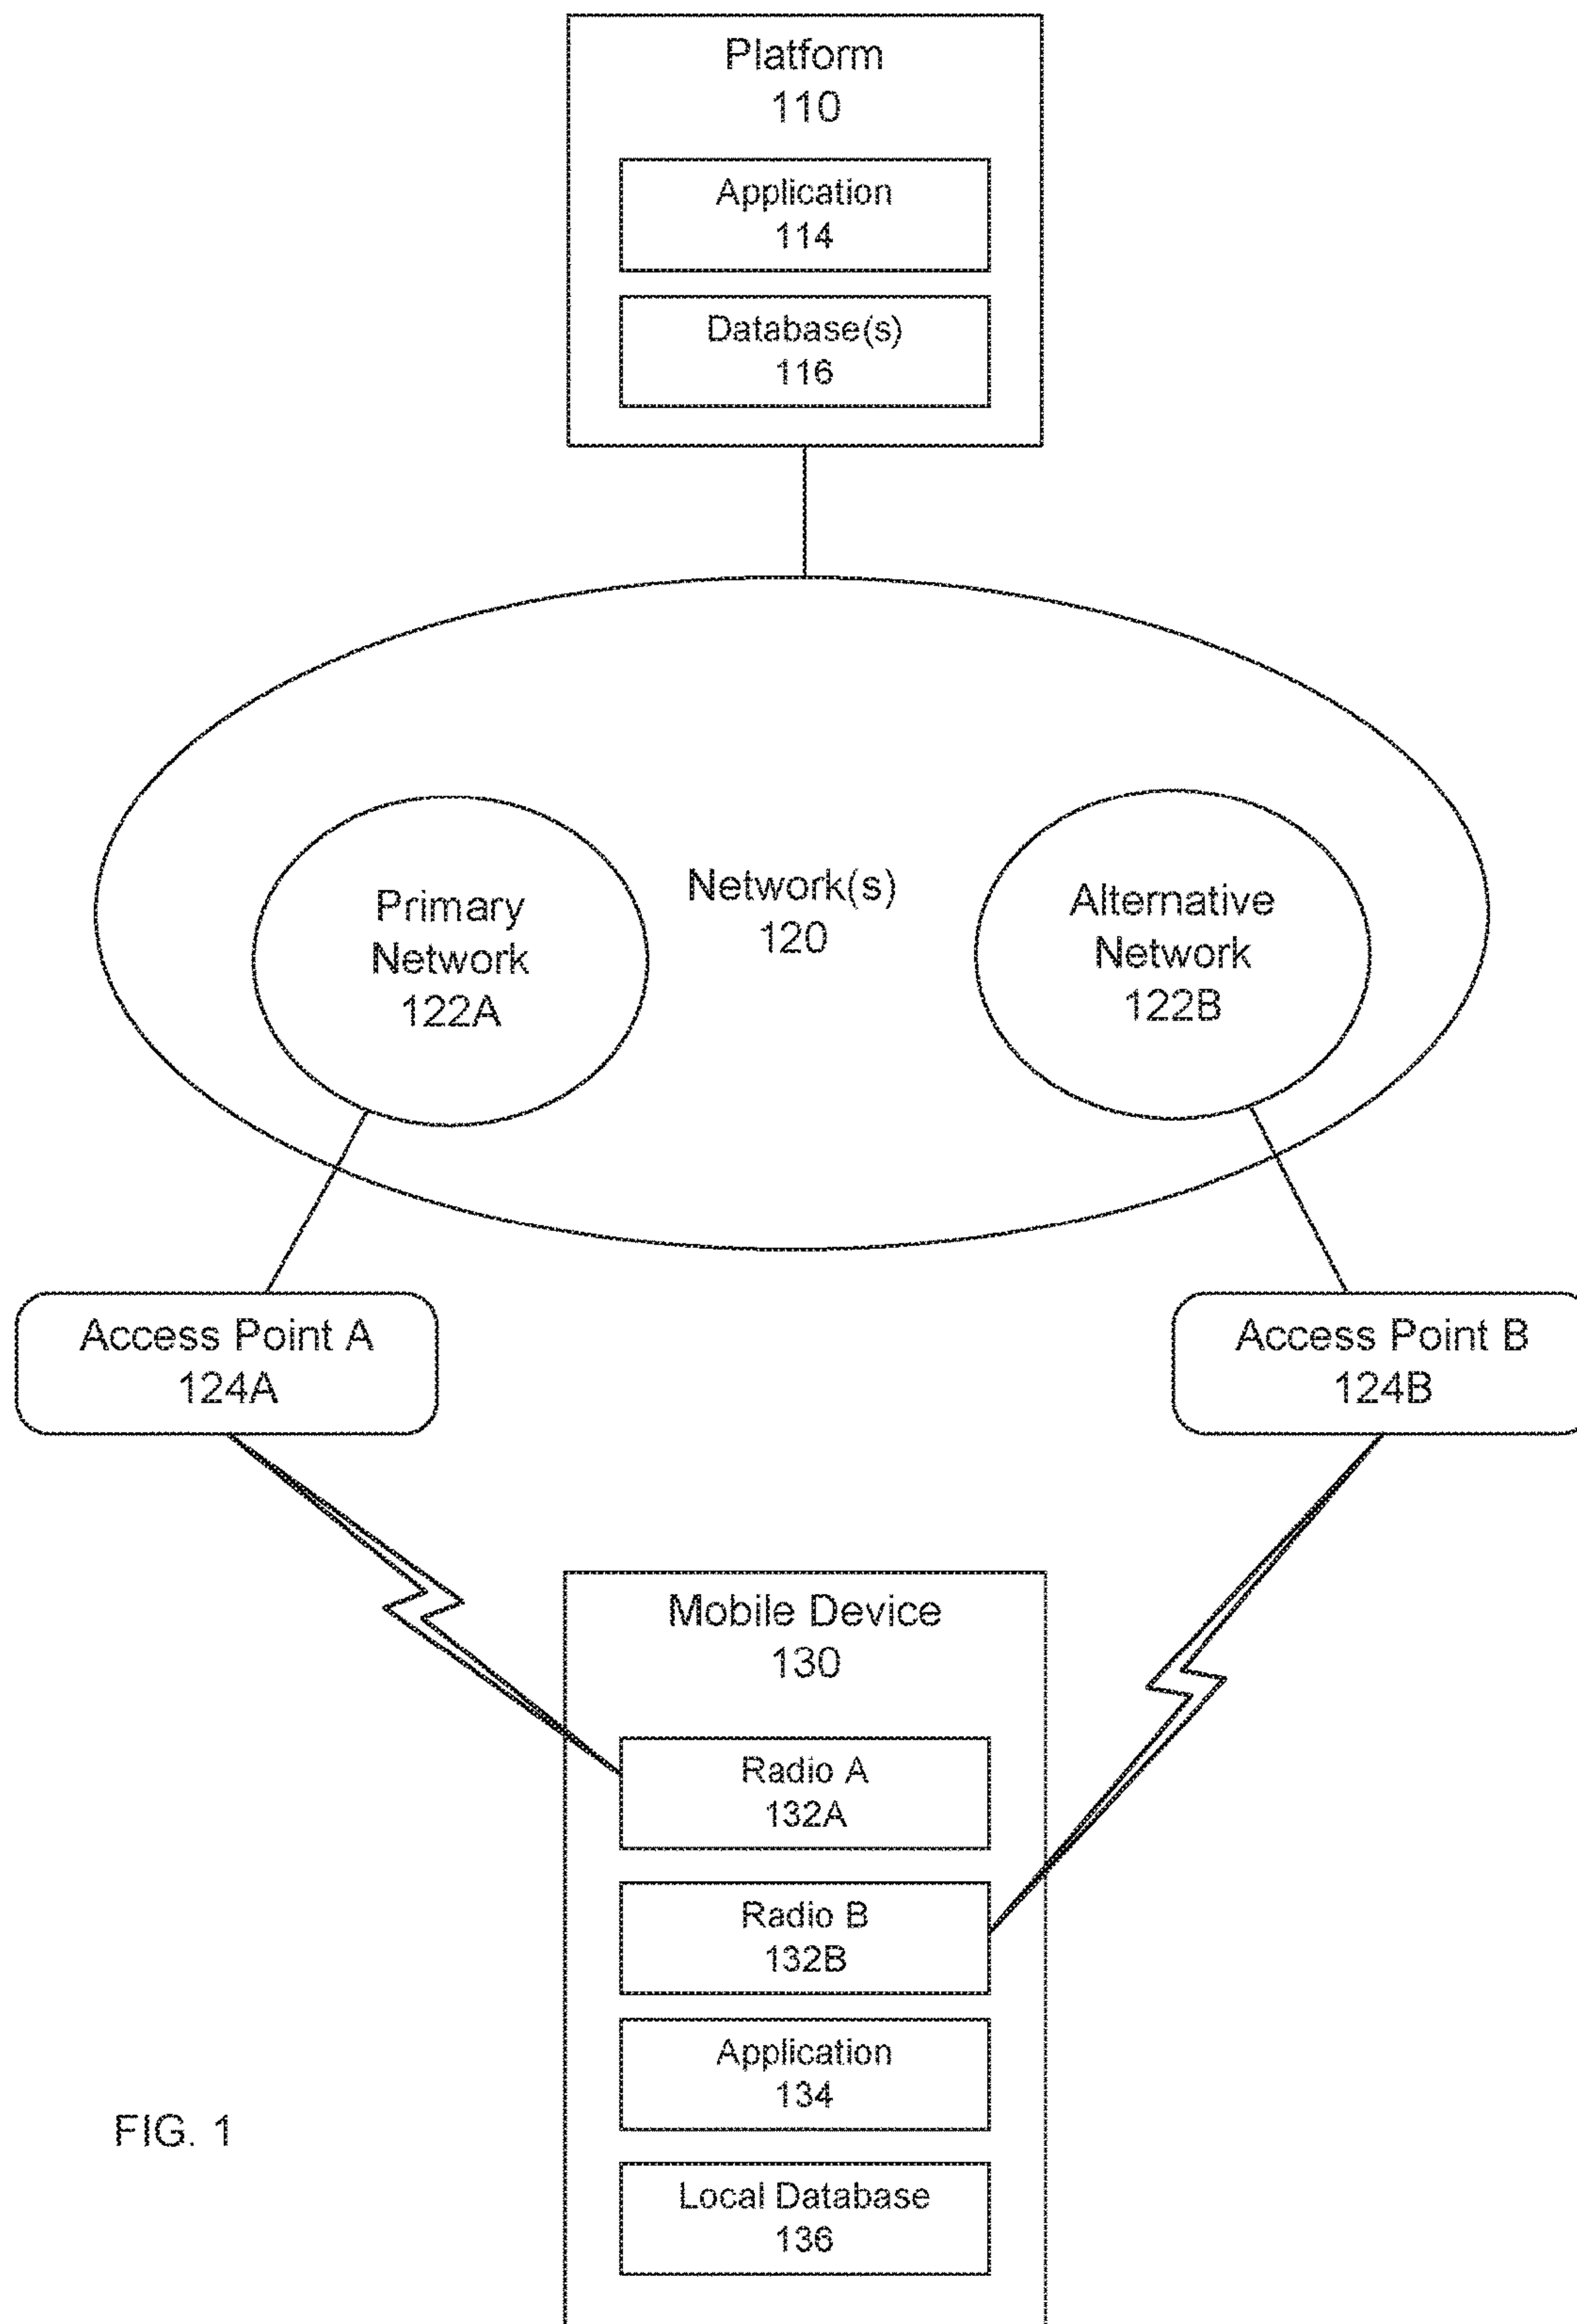 Platform
110
Application
114
Database(s)
116
Network(s)
120
Primary
Network
122A
Alternative
Network
122B
Access Point A
124A
Access Point B
124B
Mobile Device
130
Radio A
132A
Radio B
132B
Application
134
Local Database
136
FIG. 1